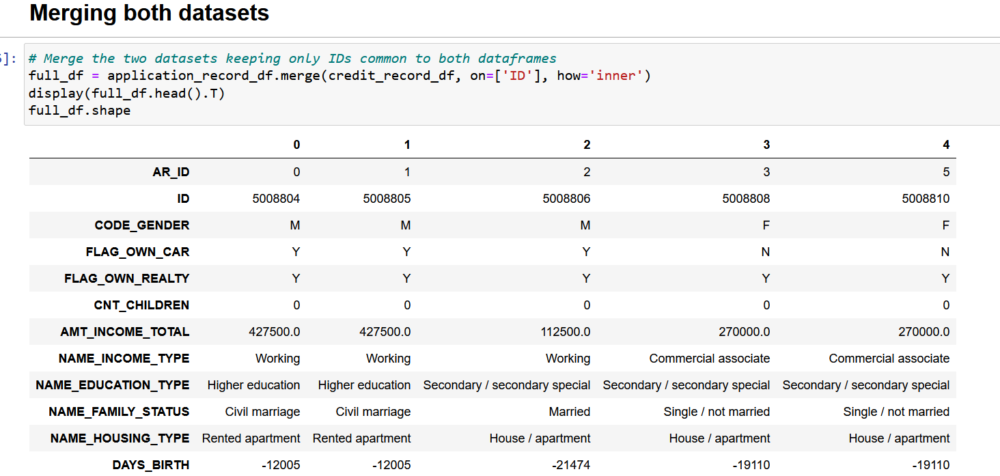 Merging both datasets
]: # Merge the two datasets keeping only IDs common to both dataframes
full_df = application_record_df.merge(credit_record_df, on=['ID'], how='inner')
display(full_df.head().T)
full_df.shape
0 1 2 3 4
AR_ID 0 1 2 3 5
ID 5008804 5008805 5008806 5008808 5008810
CODE_GENDER M M M F F
FLAG_OWN_CAR Y Y Y N N
FLAG_OWN_REALTY Y Y Y Y Y
CNT_CHILDREN 0 0 0 0 0
AMT_INCOME_TOTAL 427500.0 427500.0 112500.0 270000.0 270000.0
NAME_INCOME_TYPE Working Working Working Commercial associate Commercial associate
NAME_EDUCATION_TYPE Higher education Higher education Secondary / secondary special Secondary / secondary special Secondary / secondary special
NAME_FAMILY_STATUS Civil marriage Civil marriage Married Single / not married Single / not married
NAME_HOUSING_TYPE Rented apartment Rented apartment House / apartment House / apartment House / apartment
DAYS_BIRTH -12005 -12005 -21474 -19110 -19110